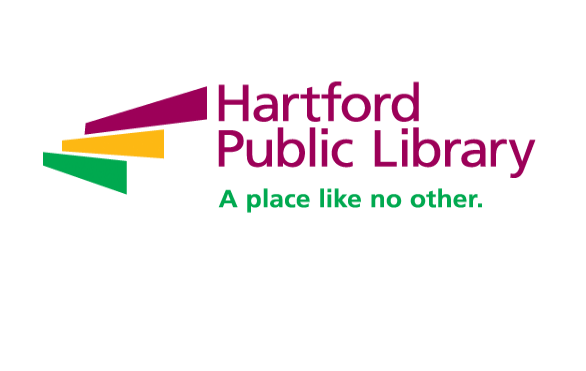 Hartford
Public Library
A place like no other.